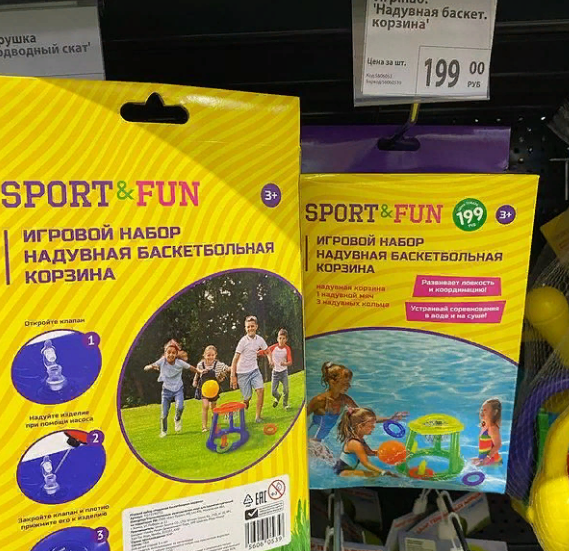 рушка
одводный скат'
'Надувная баскет.
корзина'
Цена за шт.
199 00
РУБ
SPORT&FUN
3+
ИГРОВОЙ НАБОР
НАДУВНАЯ БАСКЕТБОЛЬНАЯ
КОРЗИНА
Откройте клапан
1
Надуйте изделие
при помощи насоса
2
Закройте клапан и плотно
прижмите его к изделию
3
EAC
SPORT&FUN
199
3+
ИГРОВОЙ НАБОР
НАДУВНАЯ БАСКЕТБОЛЬНАЯ
КОРЗИНА
надувная корзина
1 надувной мяч
3 надувных кольца
Развивает ловкость
и координацию!
Устраивай соревнования
в воде и на суше!